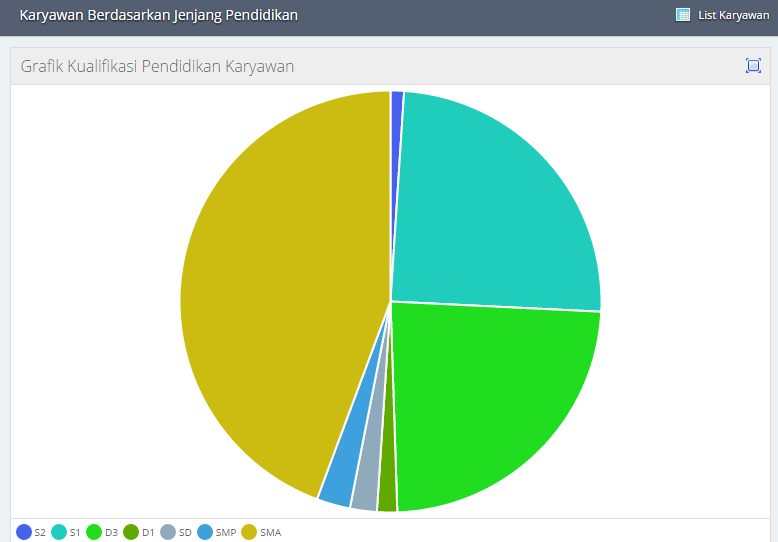 Karyawan Berdasarkan Jenjang Pendidikan
List Karyawan
Grafik Kualifikasi Pendidikan Karyawan
S2 S1 D3 D1 SD SMP SMA